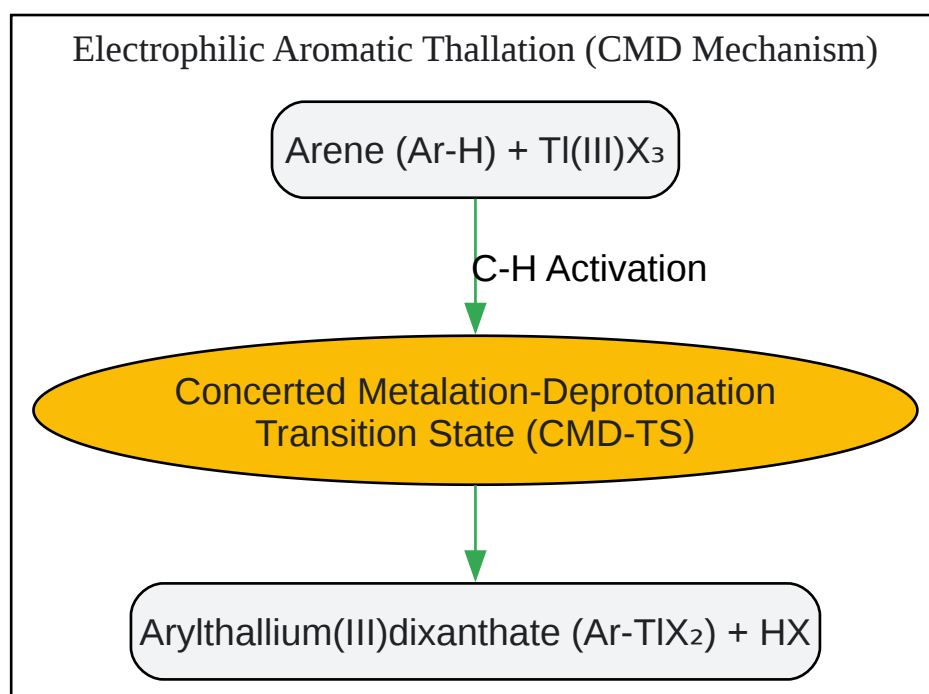 Electrophilic Aromatic Thallation (CMD Mechanism)
Arene (Ar-H) + Tl(III)X₃
C-H Activation
Concerted Metalation-Deprotonation
Transition State (CMD-TS)
Arylthallium(III)dixanthate (Ar-TlX₂) + HX